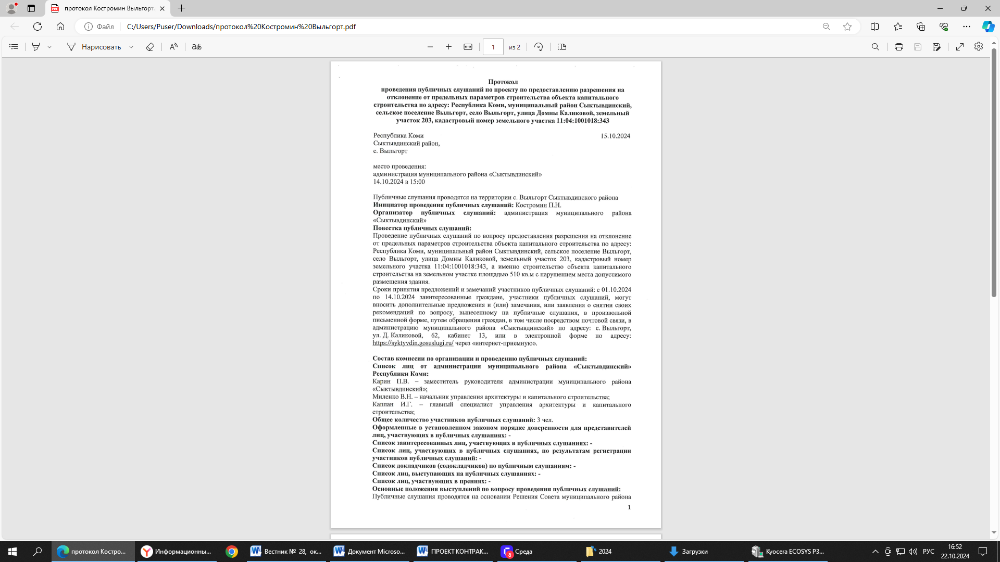 протокол Костромин Выльгорт.
Файл
C:/Users/Puser/Downloads/протокол%20Костромин%20Выльгорт.pdf
Нарисовать
1
из 2
Протокол
проведения публичных слушаний по проекту по предоставлению разрешения на
отклонение от предельных параметров строительства объекта капитального
строительства по адресу: Республика Коми, муниципальный район Сыктывдинский,
сельское поселение Выльгорт, село Выльгорт, улица Домны Каликовой, земельный
участок 203, кадастровый номер земельного участка 11:04:1001018:343
Республика Коми
15.10.2024
Сыктывдинский район,
с. Выльгорт
место проведения:
администрация муниципального района «Сыктывдинский»
14.10.2024 в 15:00
Публичные слушания проводятся на территории с. Выльгорт Сыктывдинского района
Инициатор проведения публичных слушаний: Костромин П.Н.
Организатор публичных слушаний: администрация муниципального района
«Сыктывдинский»
Повестка публичных слушаний:
Проведение публичных слушаний по вопросу предоставления разрешения на отклонение
от предельных параметров строительства объекта капитального строительства по адресу:
Республика Коми, муниципальный район Сыктывдинский, сельское поселение Выльгорт,
село Выльгорт, улица Домны Каликовой, земельный участок 203, кадастровый номер
земельного участка 11:04:1001018:343, а именно строительство объекта капитального
строительства на земельном участке площадью 510 кв.м с нарушением места допустимого
размещения здания.
Сроки принятия предложений и замечаний участников публичных слушаний: с 01.10.2024
по 14.10.2024 заинтересованные граждане, участники публичных слушаний, могут
вносить дополнительные предложения и (или) замечания, или заявления о снятии своих
рекомендаций по вопросу, вынесенному на публичные слушания, в произвольной
письменной форме, путем обращения граждан, в том числе посредством почтовой связи, в
администрацию муниципального района «Сыктывдинский» по адресу: с. Выльгорт,
ул. Д. Каликовой, 62, кабинет 13, или в электронной форме по адресу:
https://syktyvdin.gosuslugi.ru/ через «интернет-приемную».
Состав комиссии по организации и проведению публичных слушаний:
Список лиц от администрации муниципального района «Сыктывдинский»
Республики Коми:
Карин П.В. – заместитель руководителя администрации муниципального района
«Сыктывдинский»;
Миленко В.Н. – начальник управления архитектуры и капитального строительства;
Каплан И.Г. – главный специалист управления архитектуры и капитального
строительства;
Общее количество участников публичных слушаний: 3 чел.
Оформленные в установленном законом порядке доверенности для представителей
лиц, участвующих в публичных слушаниях: -
Список заинтересованных лиц, участвующих в публичных слушаниях: -
Список лиц, участвующих в публичных слушаниях, по результатам регистрации
участников публичных слушаний: -
Список докладчиков (содокладчиков) по публичным слушаниям: -
Список лиц, выступающих на публичных слушаниях: -
Список лиц, участвующих в прениях: -
Основные положения выступлений по вопросу проведения публичных слушаний:
Публичные слушания проводятся на основании Решения Совета муниципального района
1
протокол Костро...
Информационны...
Вестник № 28, ок...
Документ Microso...
ПРОЕКТ КОНТРАК...
8
Среда
2024
Загрузки
Kyocera ECOSYS P3...
РУС
16:52
22.10.2024